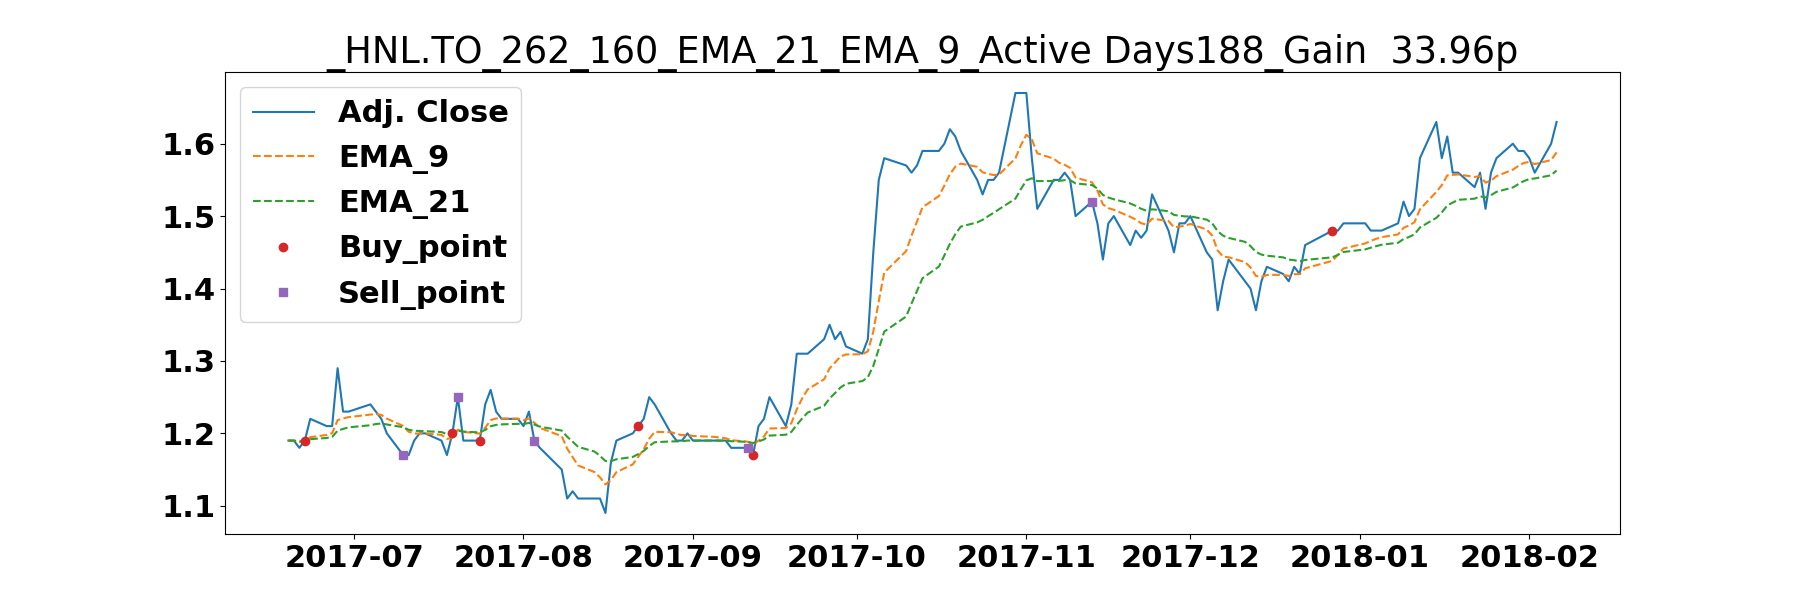 _HNL.TO_262_160_EMA_21_EMA_9_Active Days188_Gain  33.96p
Adj. Close
EMA_9
EMA_21
Buy_point
Sell_point
1.6
1.5
1.4
1.3
1.2
1.1
2017-07 2017-08 2017-09 2017-10 2017-11 2017-12 2018-01 2018-02